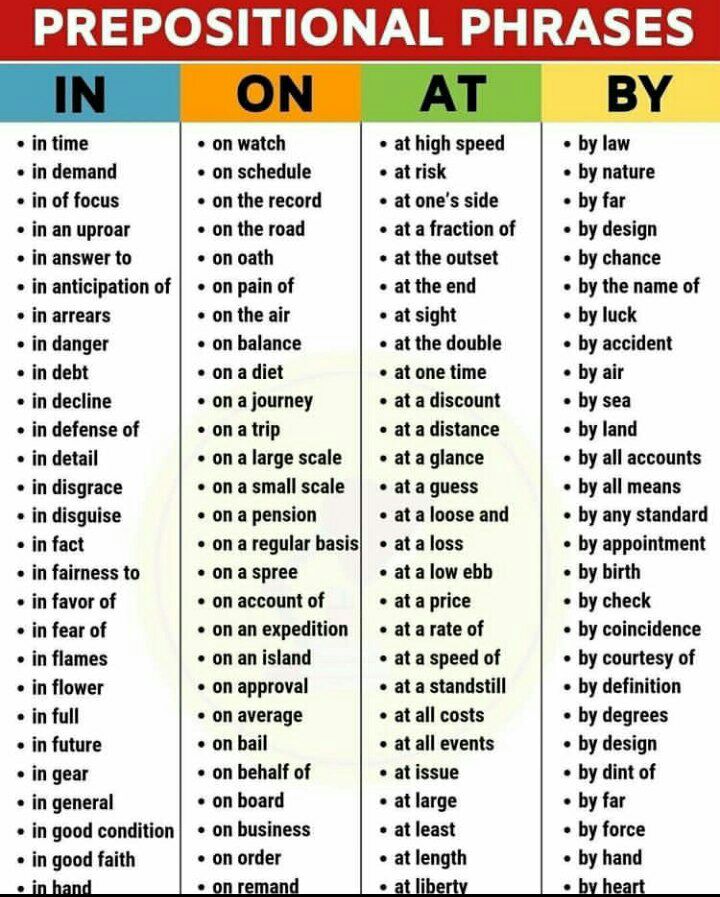 PREPOSITIONAL PHRASES
IN
• in time
• in demand
• in of focus
• in an uproar
• in answer to
• in anticipation of
• in arrears
• in danger
• in debt
• in decline
• in defense of
• in detail
• in disgrace
• in disguise
• in fact
• in fairness to
• in favor of
• in fear of
• in flames
• in flower
• in full
• in future
• in gear
• in general
• in good condition
• in good faith
• in hand
ON
• on watch
• on schedule
• on the record
• on the road
• on oath
• on pain of
• on the air
• on balance
• on a diet
• on a journey
• on a trip
• on a large scale
• on a small scale
• on a pension
• on a regular basis
• on a spree
• on account of
• on an expedition
• on an island
• on approval
• on average
• on bail
• on behalf of
• on board
• on business
• on order
• on remand
AT
• at high speed
• at risk
• at one's side
• at a fraction of
• at the outset
• at the end
• at sight
• at the double
• at one time
• at a discount
• at a distance
• at a glance
• at a guess
• at a loose and
• at a loss
• at a low ebb
• at a price
• at a rate of
• at a speed of
• at a standstill
• at all costs
• at all events
• at issue
• at large
• at least
• at length
• at liberty
BY
• by law
• by nature
• by far
• by design
• by chance
• by the name of
• by luck
• by accident
• by air
• by sea
• by land
• by all accounts
• by all means
• by any standard
• by appointment
• by birth
• by check
• by coincidence
• by courtesy of
• by definition
• by degrees
• by design
• by dint of
• by far
• by force
• by hand
• by heart